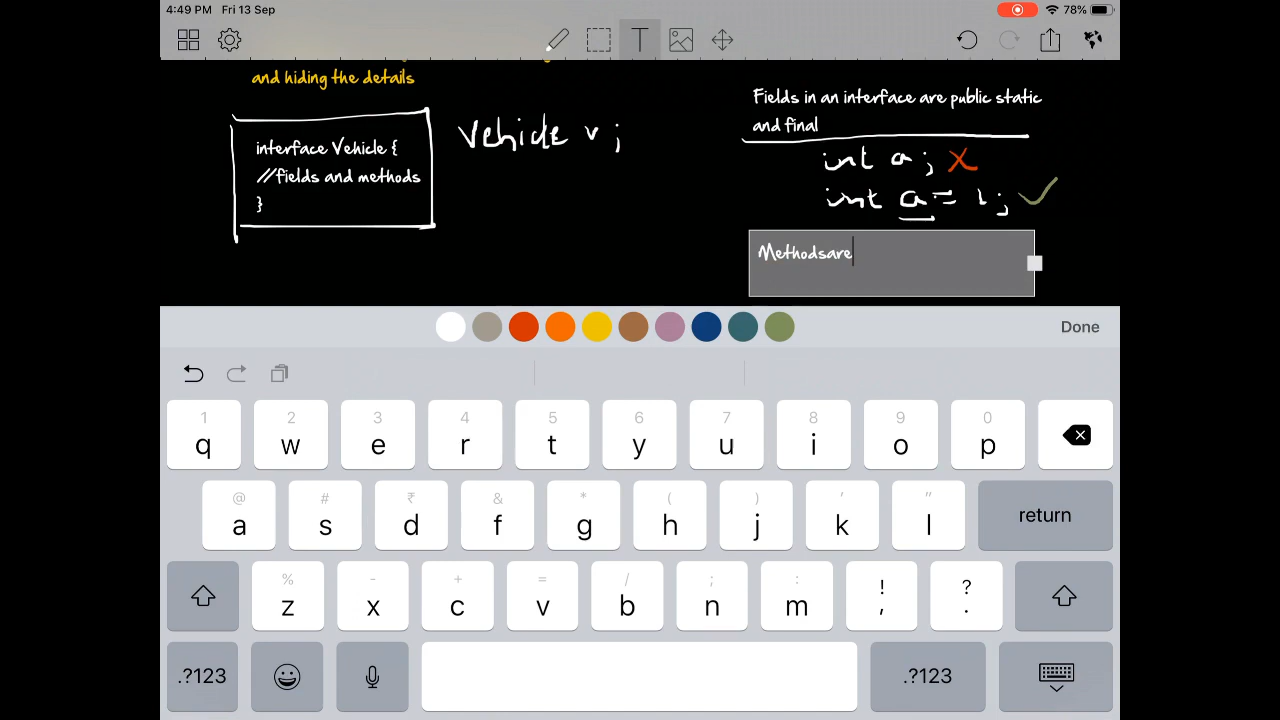 4:49 PM Fri 13 Sep
78%
T
and hiding the details
interface Vehicle {
//fields and methods
}
Vehicle v ;
Fields in an interface are public static
and final
int a ; X
int a = 1 ; ✓
Methodsare
Done
1 2 3 4 5 6 7 8 9 0
q w e r t y u i o p
@ # ₹ & * ( ) ' "
a s d f g h j k l return
% - + = / ; : ! ?
z x c v b n m , .
.?123 .?123